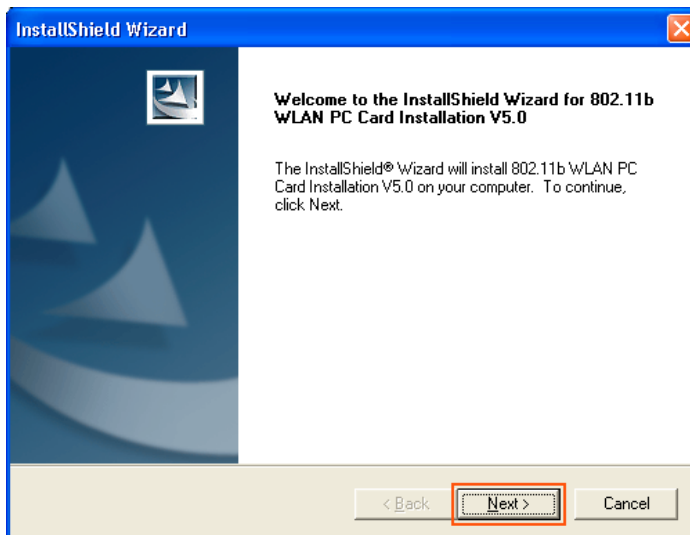 InstallShield Wizard
Welcome to the InstallShield Wizard for 802.11b
WLAN PC Card Installation V5.0
The InstallShield® Wizard will install 802.11b WLAN PC
Card Installation V5.0 on your computer.  To continue,
click Next.
< Back
Next >
Cancel